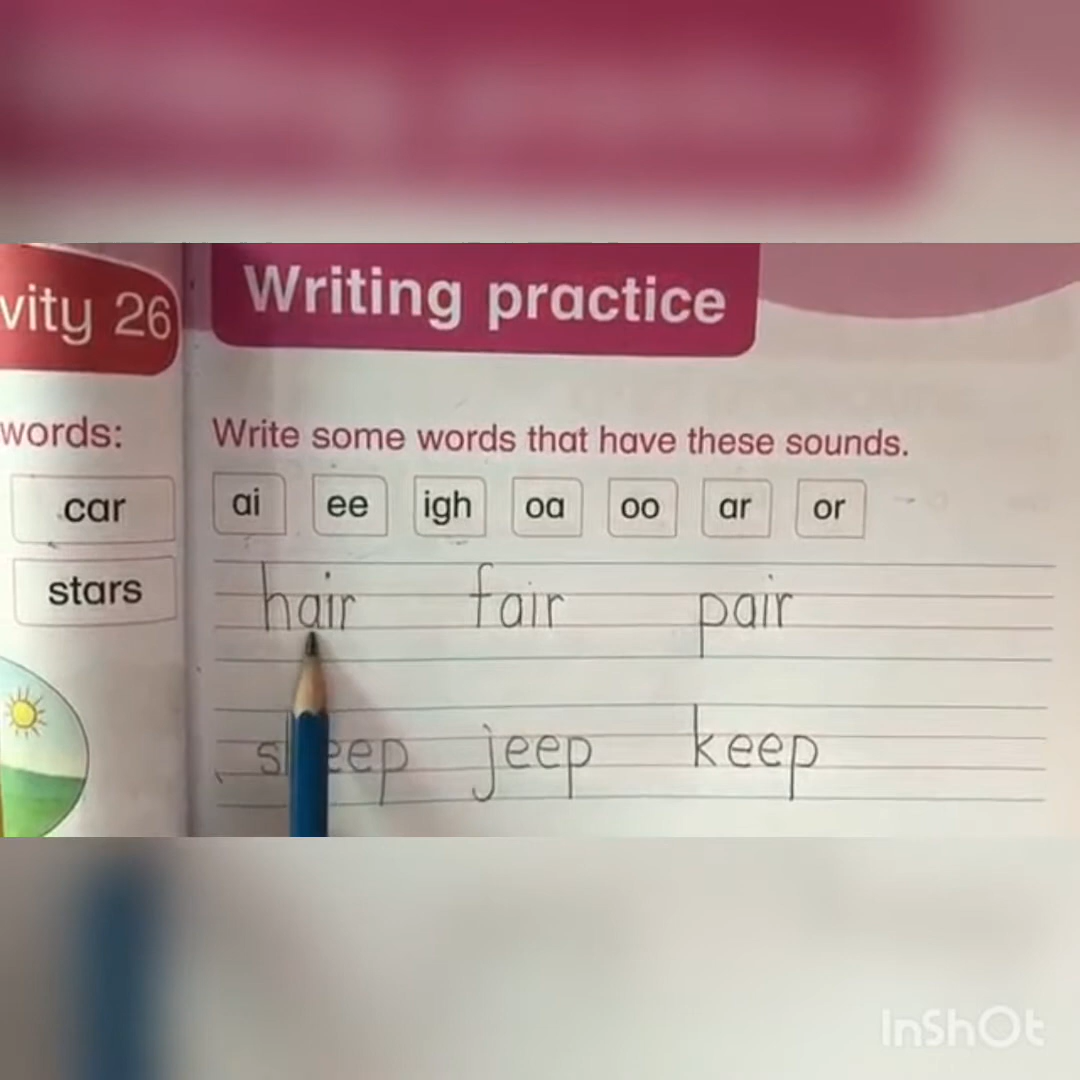 vity 26
Writing practice
words:
Write some words that have these sounds.
car
ai ee igh oa oo ar or
stars
hair fair pair
jeep keep
InShOt